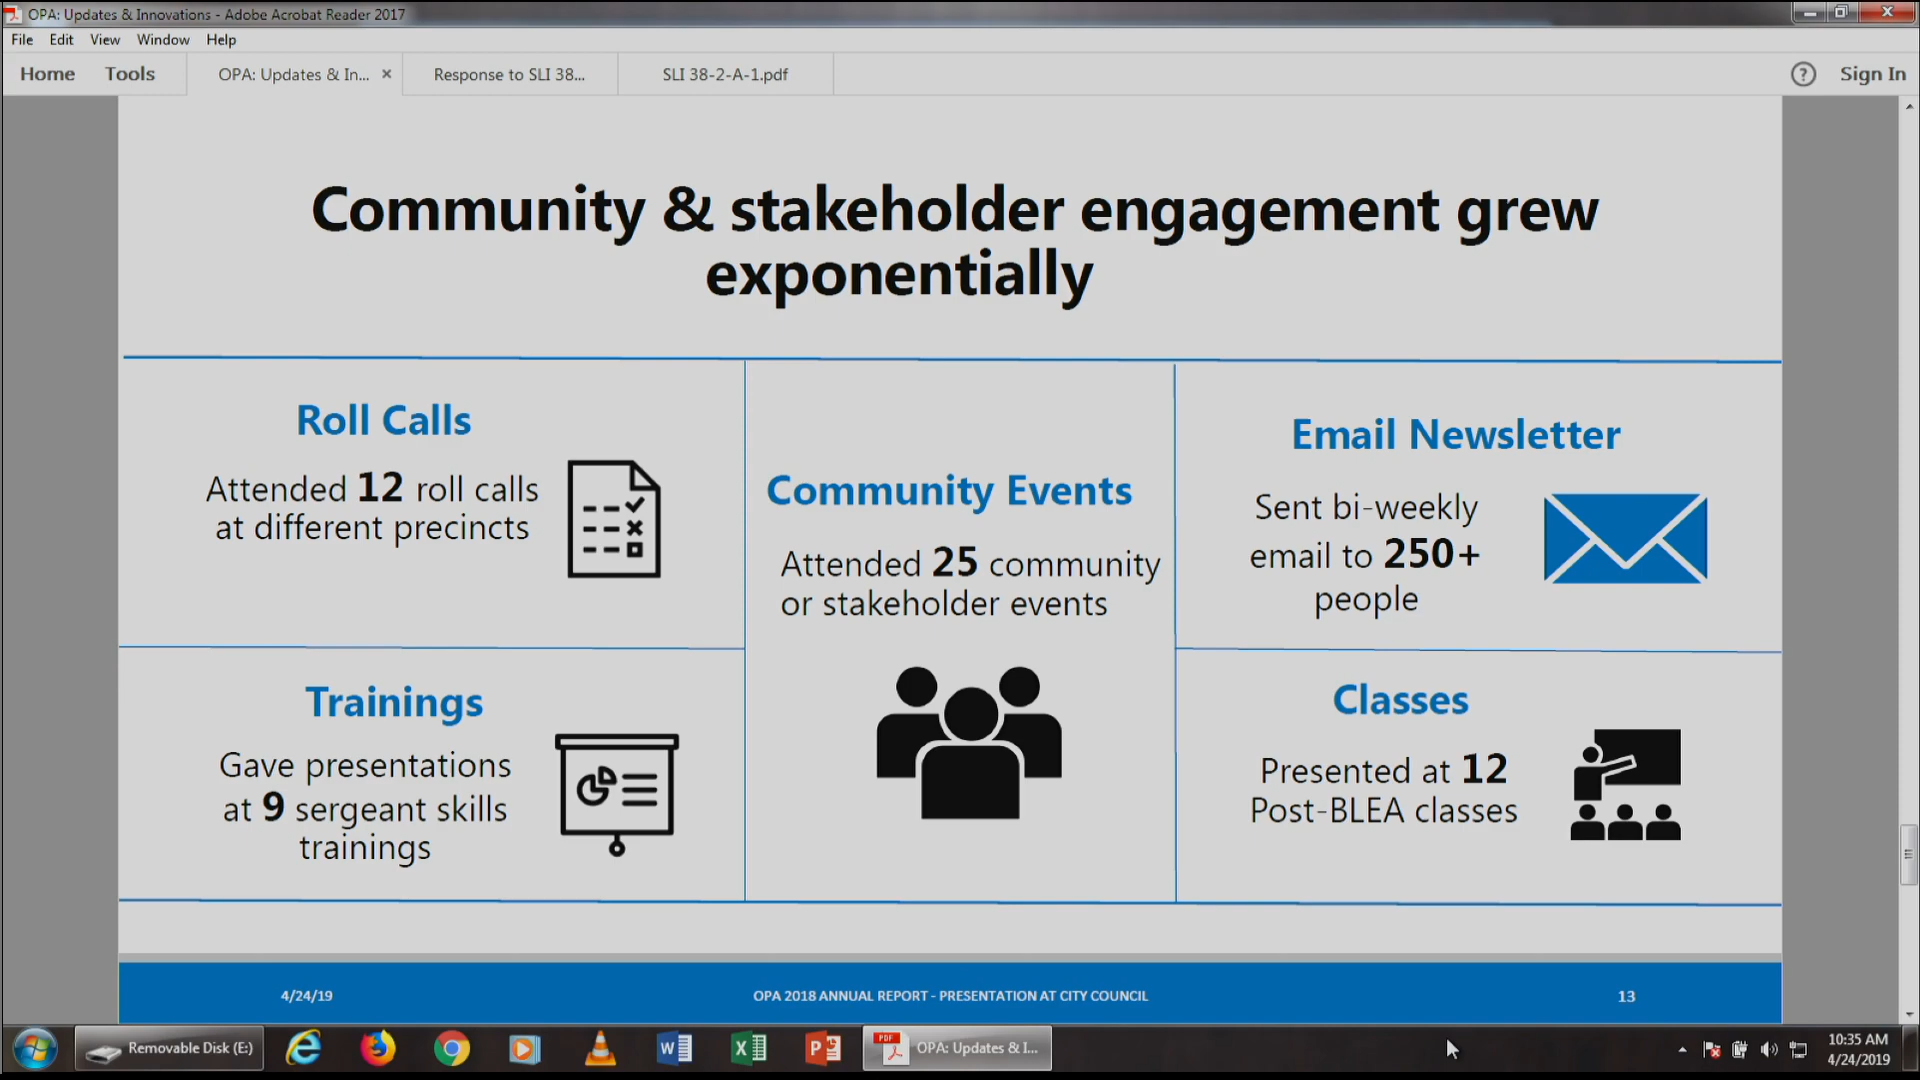 OPA: Updates & Innovations - Adobe Acrobat Reader 2017
File Edit View Window Help
Home Tools OPA: Updates & In... × Response to SLI 38... SLI 38-2-A-1.pdf ? Sign In
Community & stakeholder engagement grew
exponentially
Roll Calls
Attended 12 roll calls
at different precincts
Trainings
Gave presentations
at 9 sergeant skills
trainings
Community Events
Attended 25 community
or stakeholder events
Email Newsletter
Sent bi-weekly
email to 250+
people
Classes
Presented at 12
Post-BLEA classes
4/24/19 OPA 2018 ANNUAL REPORT - PRESENTATION AT CITY COUNCIL 13
Removable Disk (E:) PDF OPA: Updates & I...
10:35 AM
4/24/2019